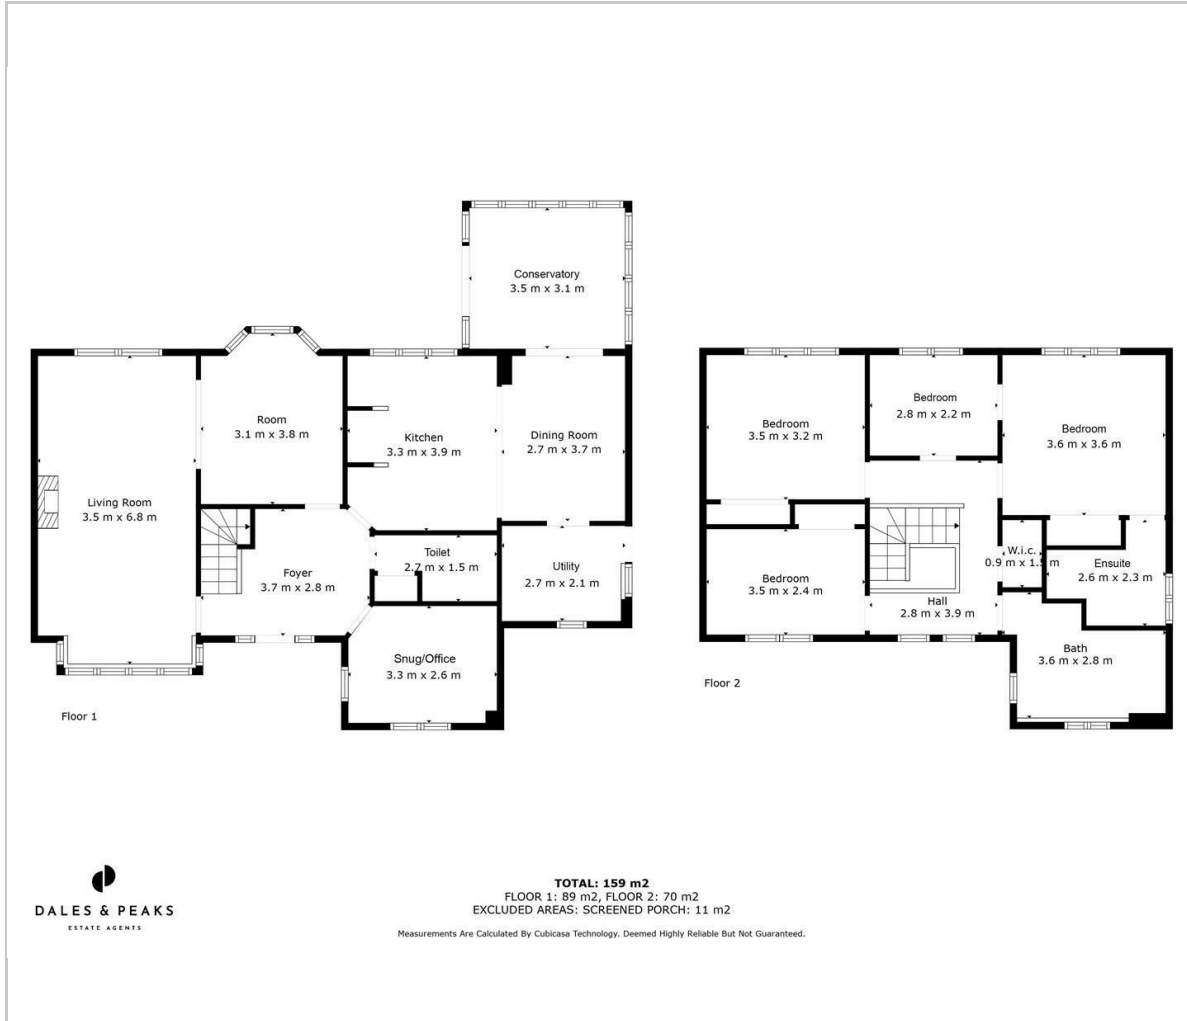 Conservatory
3.5 m x 3.1 m
Room
3.1 m x 3.8 m
Kitchen
3.3 m x 3.9 m
Dining Room
2.7 m x 3.7 m
Living Room
3.5 m x 6.8 m
Toilet
2.7 m x 1.5 m
Utility
2.7 m x 2.1 m
Foyer
3.7 m x 2.8 m
Snug/Office
3.3 m x 2.6 m
Floor 1
Bedroom
3.5 m x 3.2 m
Bedroom
2.8 m x 2.2 m
Bedroom
3.6 m x 3.6 m
W.i.c.
0.9 m x 1.5 m
Ensuite
2.6 m x 2.3 m
Bedroom
3.5 m x 2.4 m
Hall
2.8 m x 3.9 m
Bath
3.6 m x 2.8 m
Floor 2
DALES & PEAKS
ESTATE AGENTS
TOTAL: 159 m2
FLOOR 1: 89 m2, FLOOR 2: 70 m2
EXCLUDED AREAS: SCREENED PORCH: 11 m2
Measurements Are Calculated By Cubicasa Technology. Deemed Highly Reliable But Not Guaranteed.